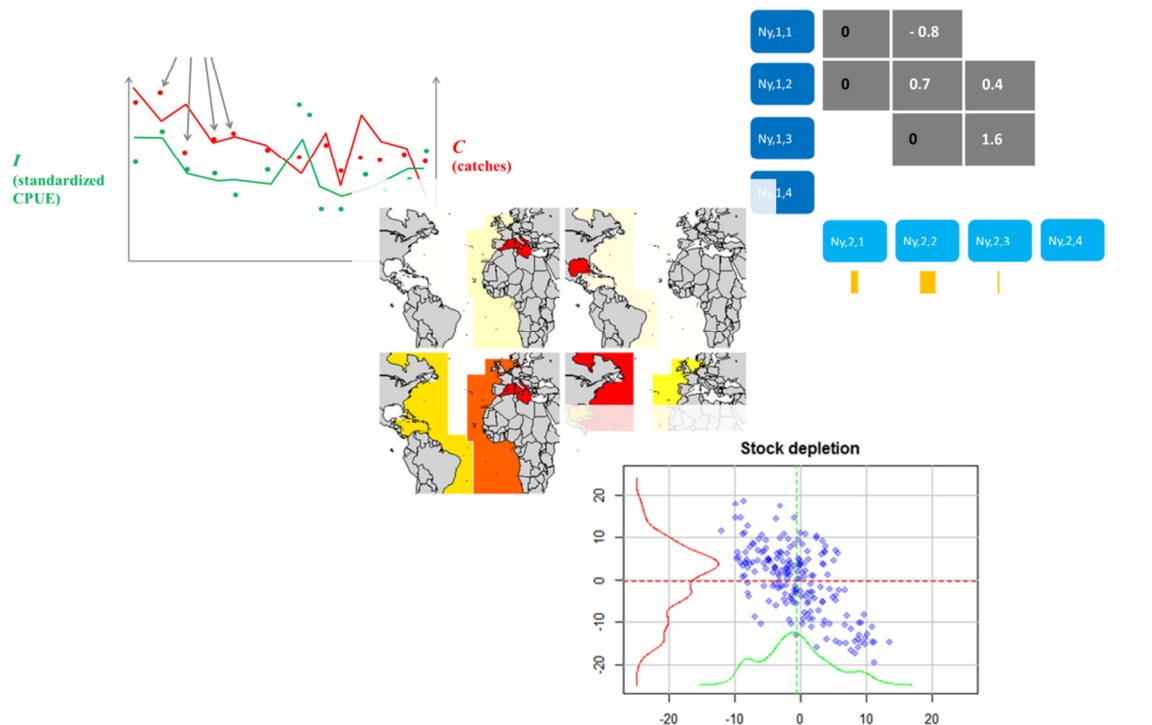 Ny,1,1 0 - 0.8
Ny,1,2 0 0.7 0.4
Ny,1,3 0 1.6
Ny,1,4
Ny,2,1 Ny,2,2 Ny,2,3 Ny,2,4
I
(standardized
CPUE)
C
(catches)
Stock depletion
20
10
0
-10
-20
-20 -10 0 10 20